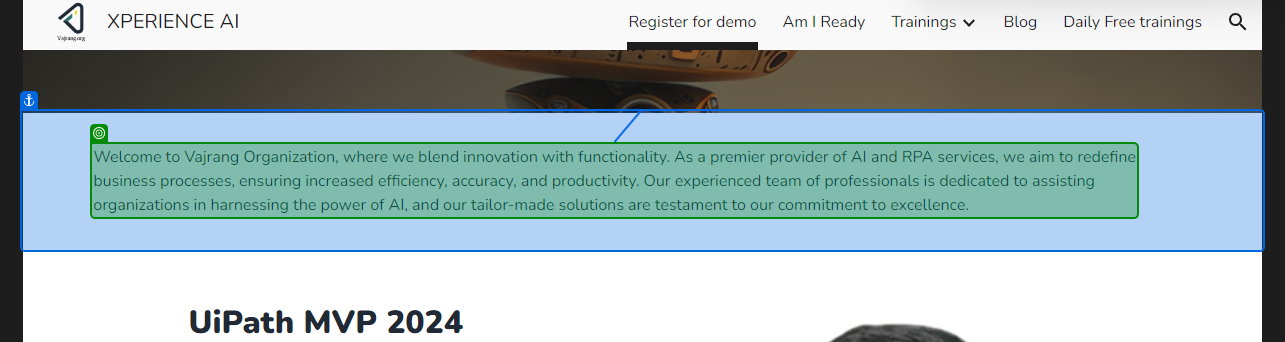 XPERIENCE AI
Vajrang.org
Register for demo
Am I Ready
Trainings
Blog
Daily Free trainings
Welcome to Vajrang Organization, where we blend innovation with functionality. As a premier provider of AI and RPA services, we aim to redefine
business processes, ensuring increased efficiency, accuracy, and productivity. Our experienced team of professionals is dedicated to assisting
organizations in harnessing the power of AI, and our tailor-made solutions are testament to our commitment to excellence.
UiPath MVP 2024